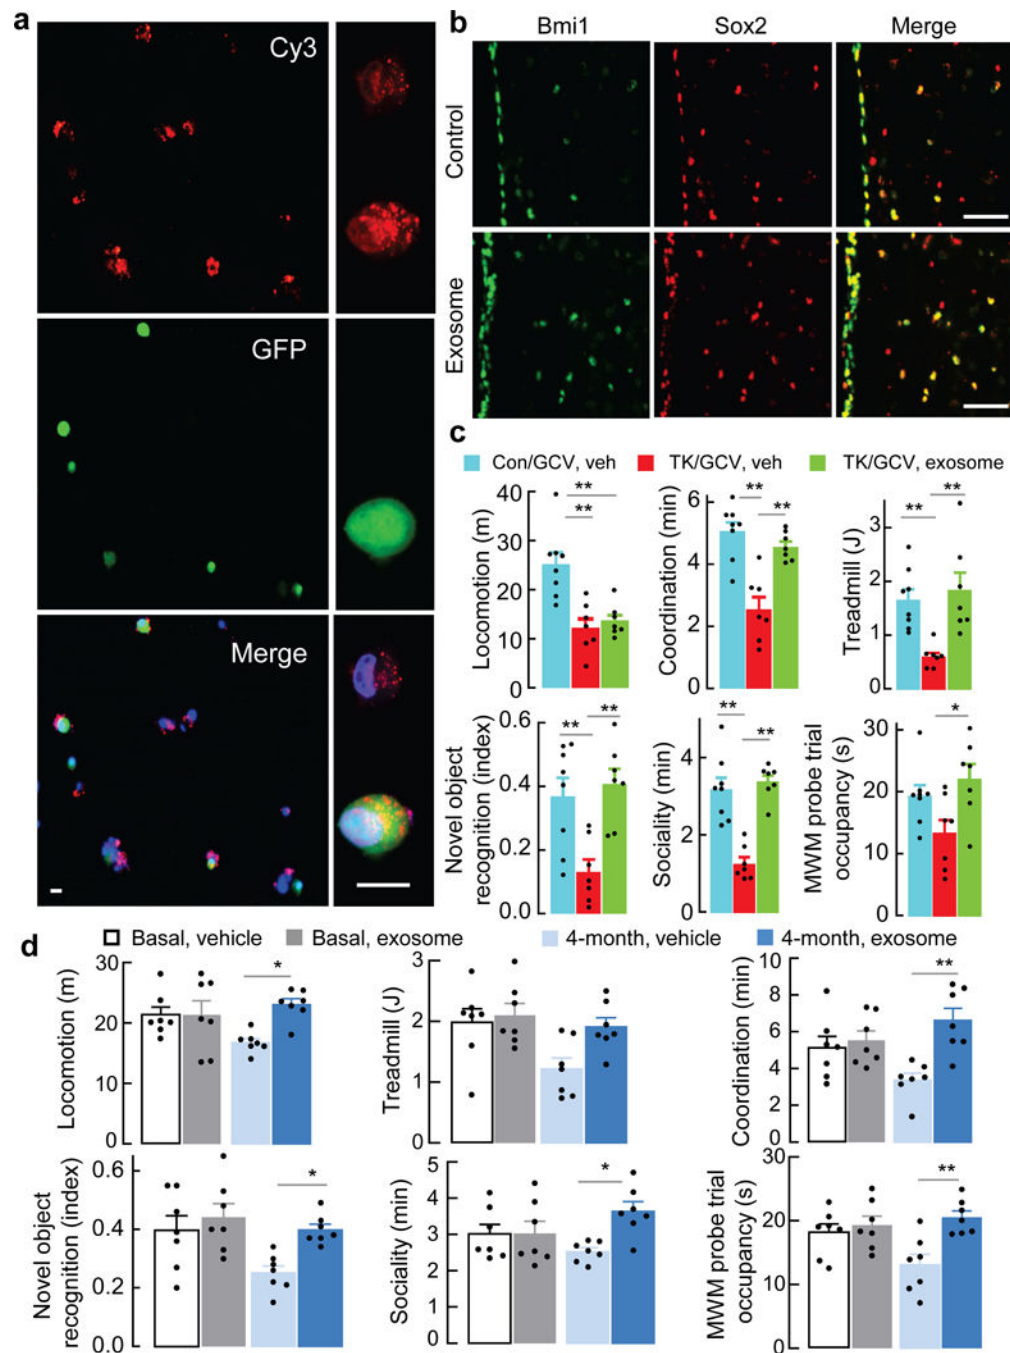 a
Cy3
GFP
Merge
b
Bmi1 Sox2 Merge
Control
Exosome
c
Con/GCV, veh TK/GCV, veh TK/GCV, exosome
Locomotion (m)
40
30
20
10
0
**
**
Coordination (min)
6
4
2
0
**
**
Treadmill (J)
3
2
1
0
**
**
Novel object
recognition (index)
0.6
0.4
0.2
0.0
**
**
Sociality (min)
6
4
2
0
**
**
MWM probe trial
occupancy (s)
30
20
10
0
*
d
Basal, vehicle Basal, exosome 4-month, vehicle 4-month, exosome
Locomotion (m)
30
20
10
0
*
Treadmill (J)
3
2
1
0
Coordination (min)
10
8
6
4
2
0
**
Novel object
recognition (index)
0.6
0.4
0.2
0
*
Sociality (min)
5
4
3
2
1
0
*
MWM probe trial
occupancy (s)
30
20
10
0
**